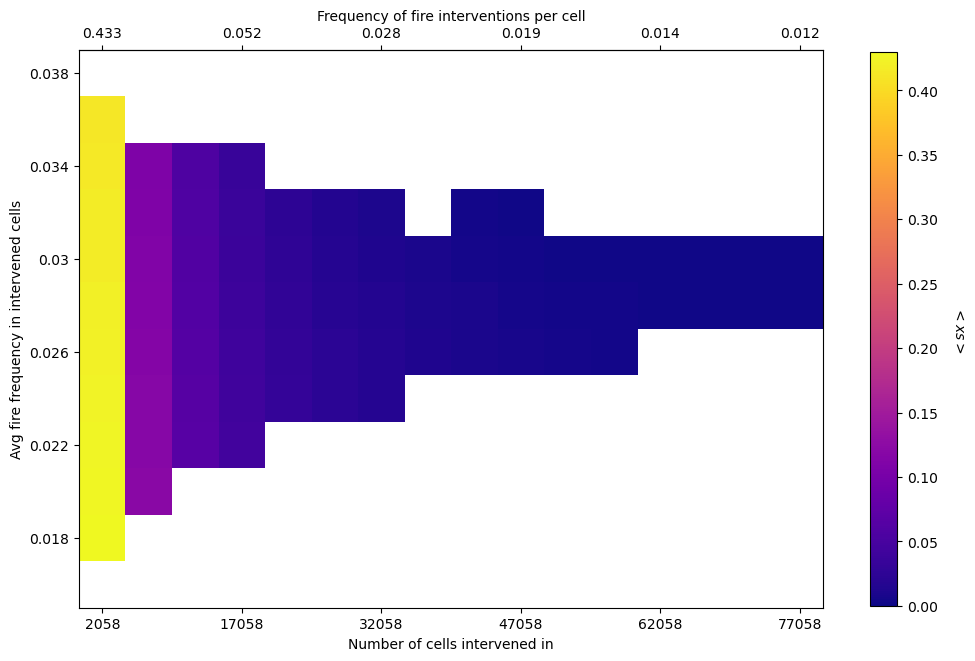 Frequency of fire interventions per cell
0.433 0.052 0.028 0.019 0.014 0.012
0.038
0.034
0.03
0.026
0.022
0.018
Avg fire frequency in intervened cells
2058 17058 32058 47058 62058 77058
Number of cells intervened in
0.40
0.35
0.30
0.25
0.20
0.15
0.10
0.05
0.00
< xs >